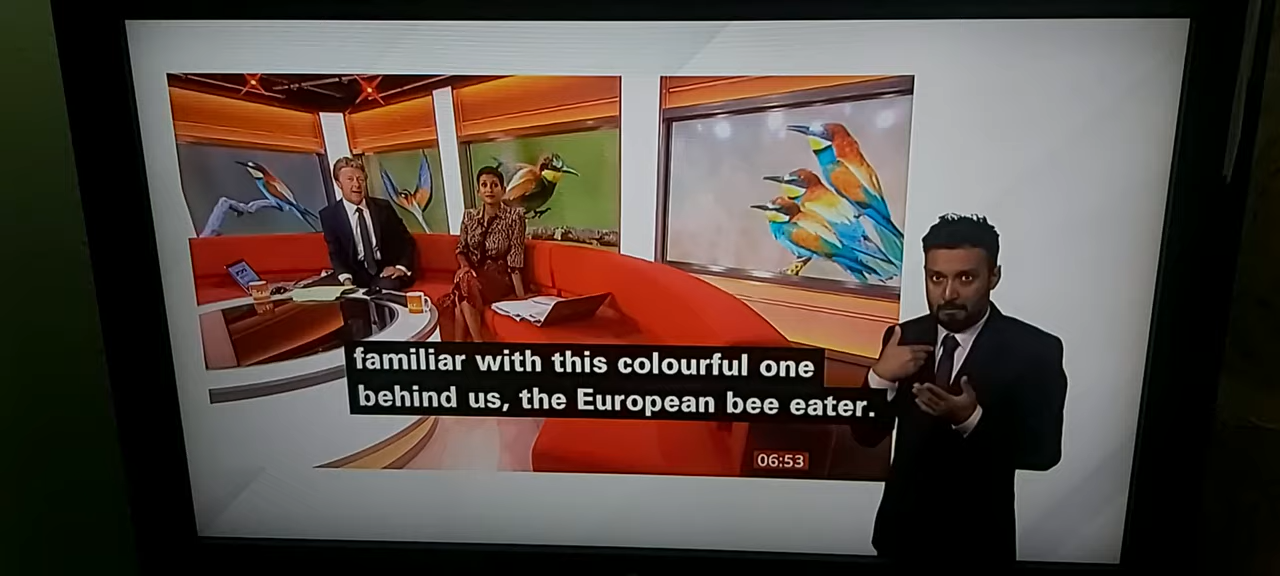 familiar with this colourful one
behind us, the European bee eater.
06:53